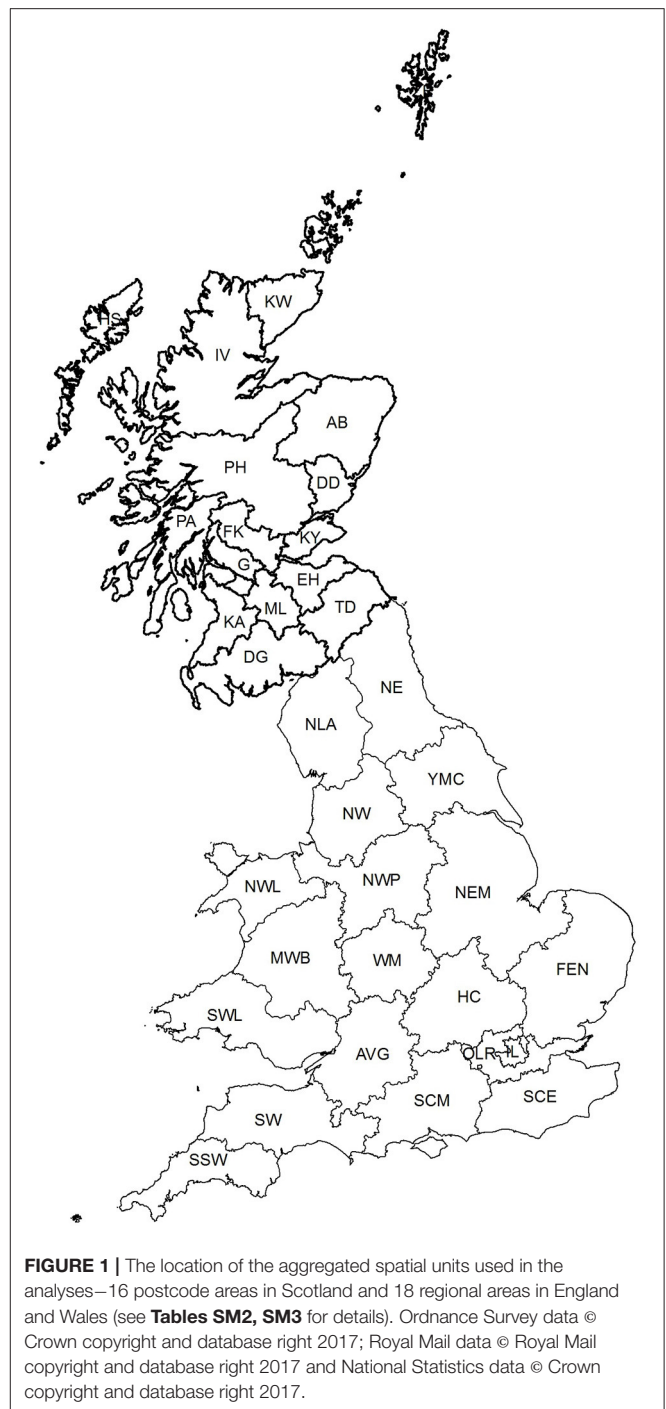 HS
KW
IV
AB
PH
DD
PA
FK
KY
G
EH
ML
TD
KA
DG
NE
NLA
YMC
NW
NWL
NWP
NEM
MWB
WM
FEN
HC
SWL
OLR
IL
AVG
SCM
SCE
SW
SSW
FIGURE 1 | The location of the aggregated spatial units used in the
analyses—16 postcode areas in Scotland and 18 regional areas in England
and Wales (see Tables SM2, SM3 for details). Ordnance Survey data ©
Crown copyright and database right 2017; Royal Mail data © Royal Mail
copyright and database right 2017 and National Statistics data © Crown
copyright and database right 2017.